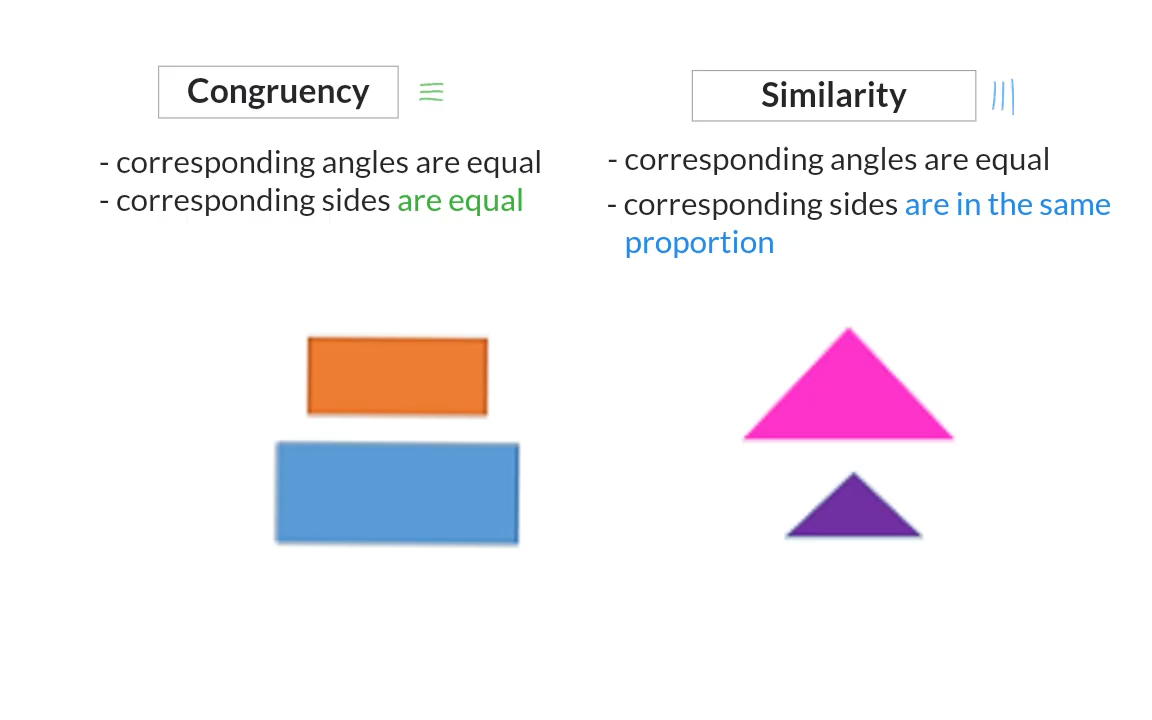 Congruency ≡
- corresponding angles are equal
- corresponding sides are equal
Similarity |||
- corresponding angles are equal
- corresponding sides are in the same
proportion